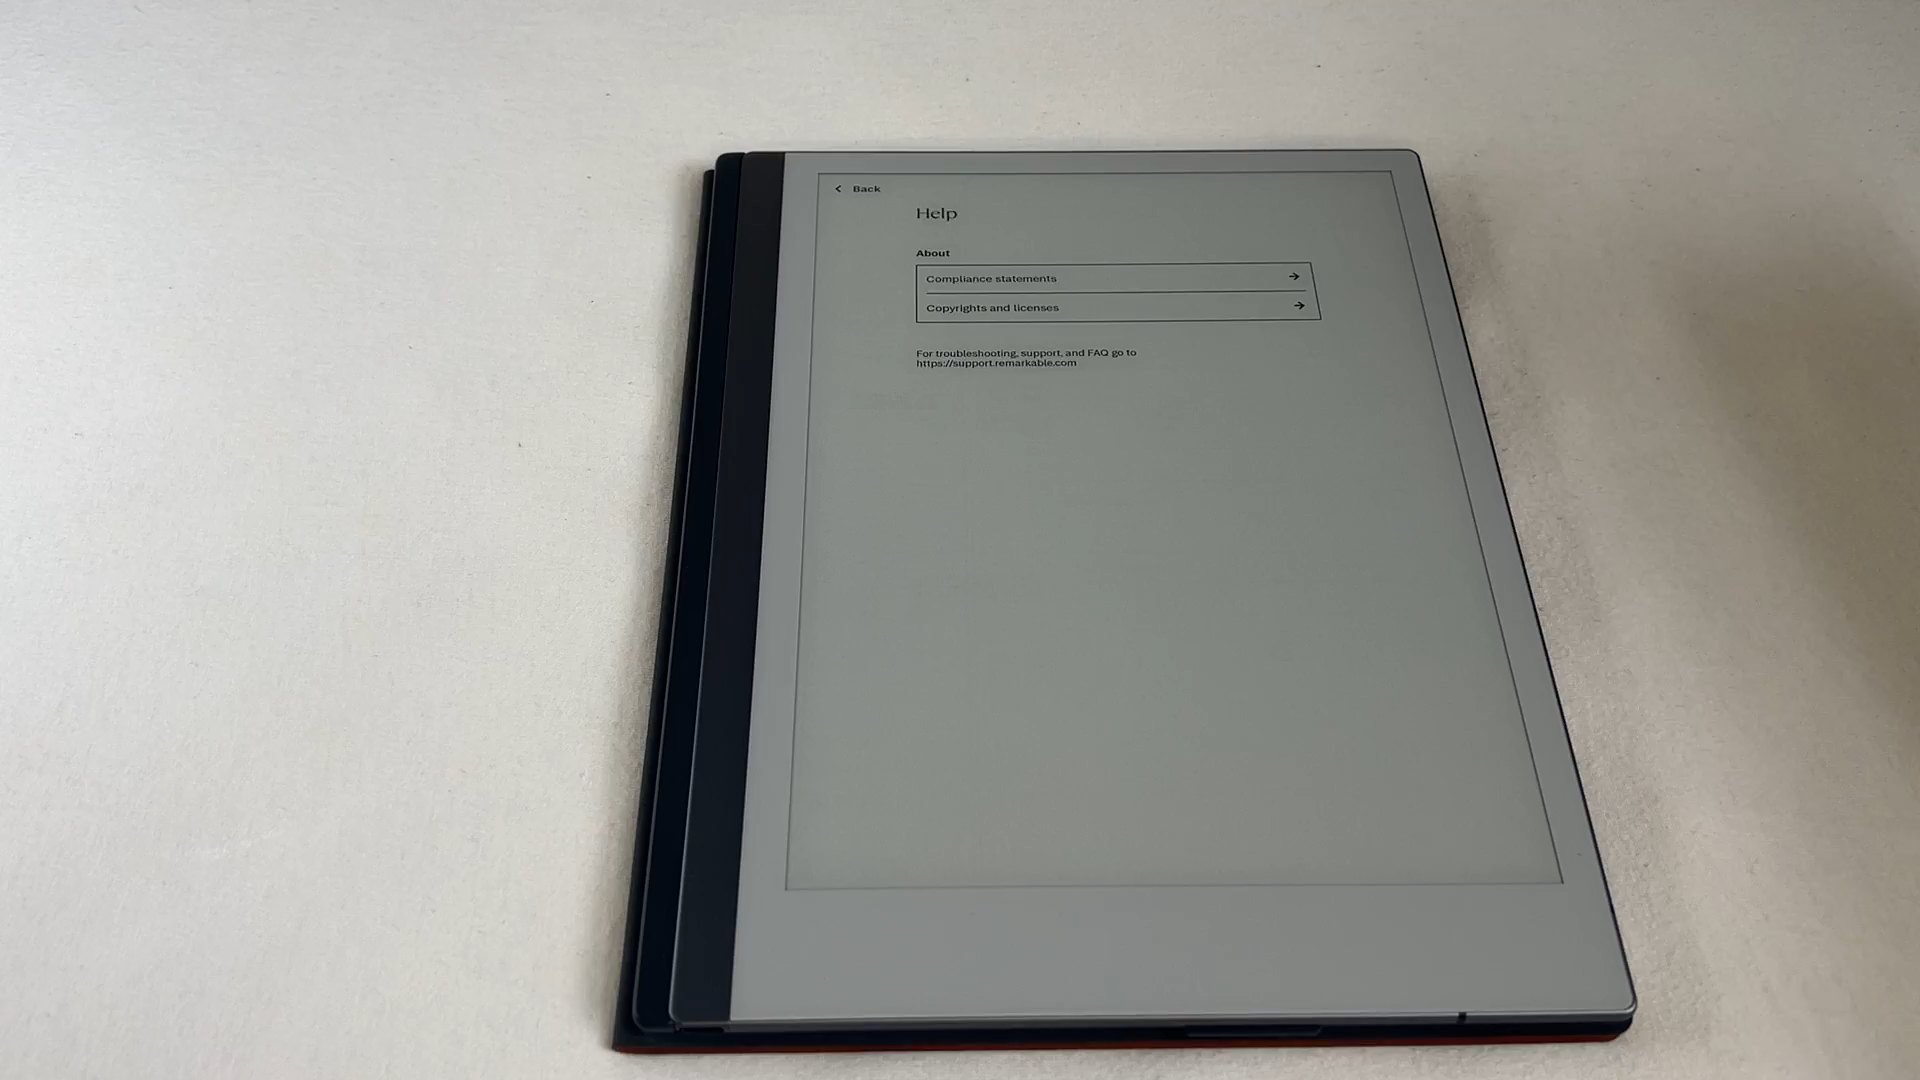 Back
Help
About
Compliance statements
Copyrights and licenses
For troubleshooting, support, and FAQ go to
https://support.remarkable.com